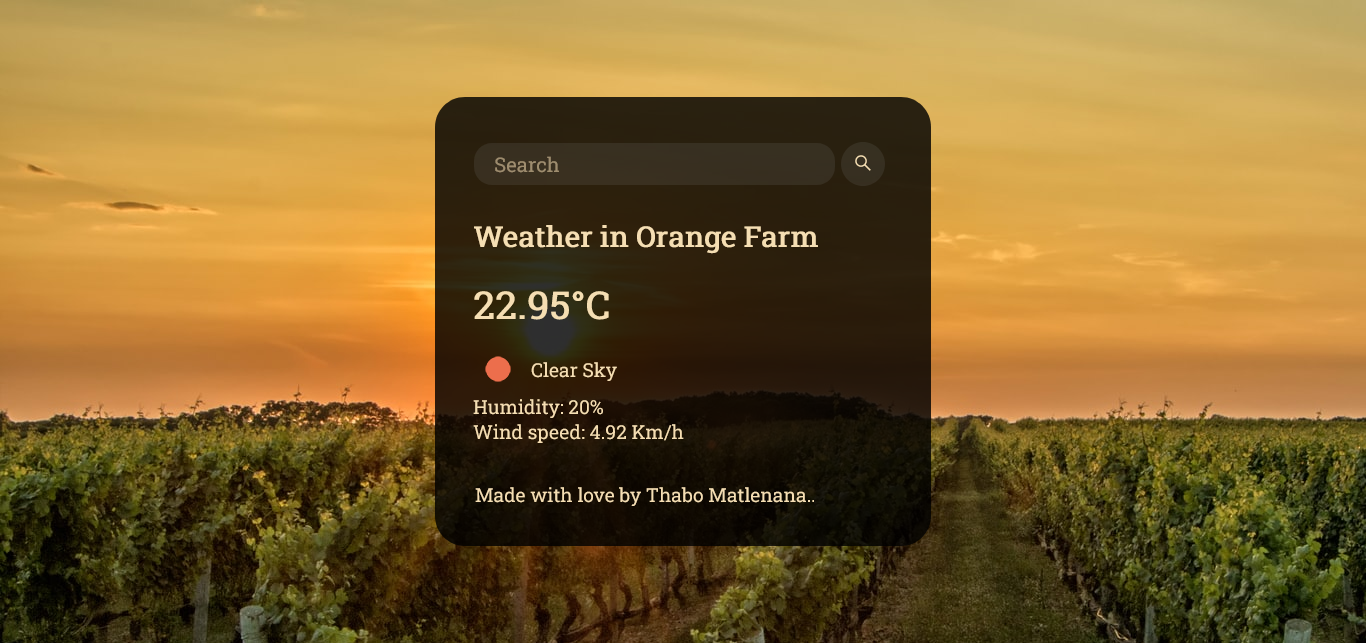 Search
Weather in Orange Farm
22.95°C
Clear Sky
Humidity: 20%
Wind speed: 4.92 Km/h
Made with love by Thabo Matlenana..